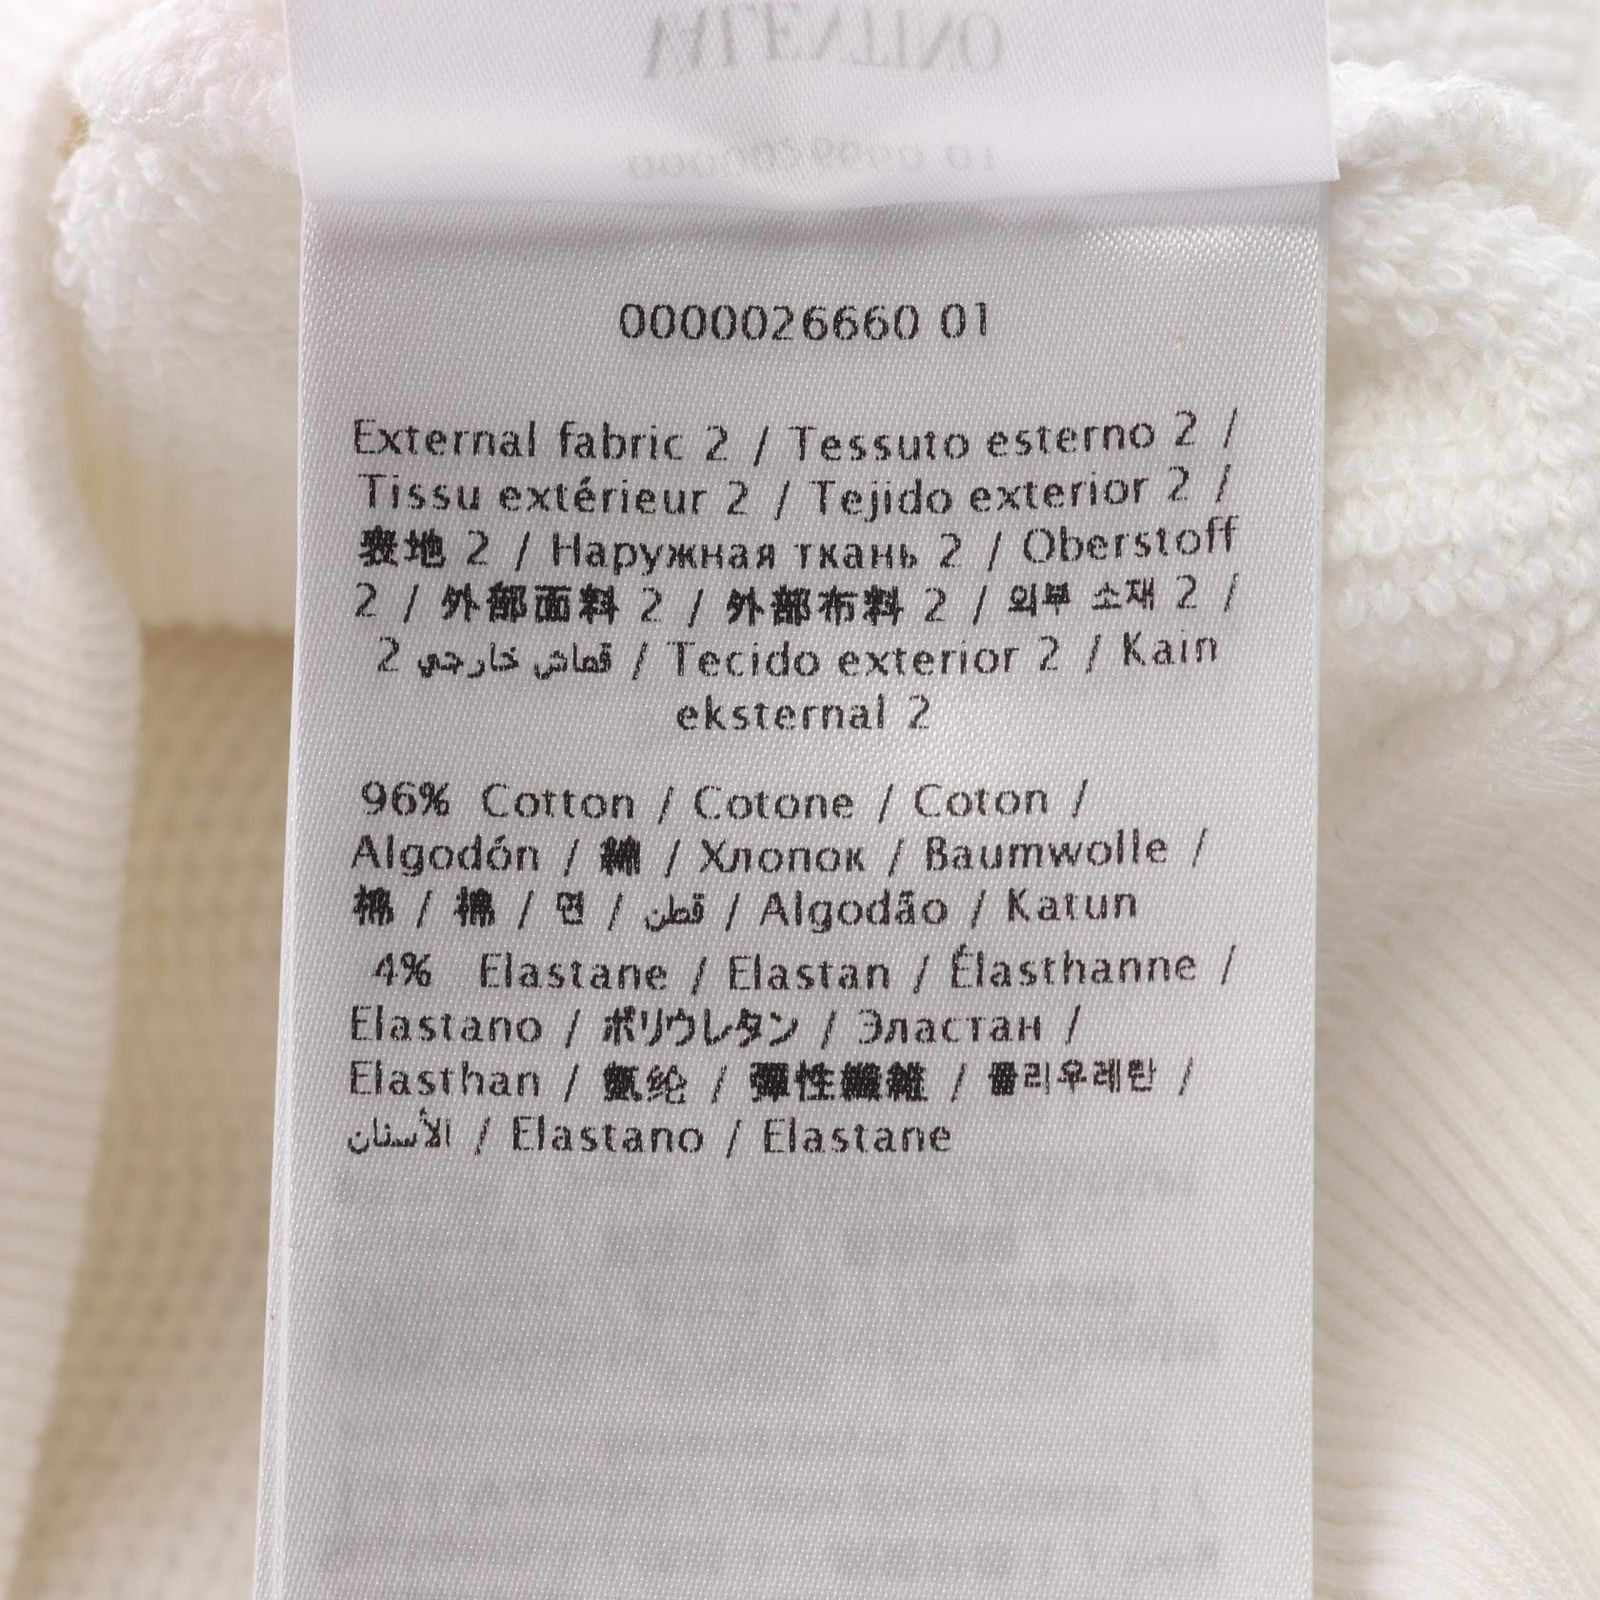 VALENTINO
0000026660 01
External fabric 2 / Tessuto esterno 2 /
Tissu extérieur 2 / Tejido exterior 2 /
表地 2 / Наружная ткань 2 / Oberstoff
2 / 外部面料 2 / 外部布料 2 / 외부 소재 2 /
2 قماش خارجي / Tecido exterior 2 / Kain
eksternal 2
96% Cotton / Cotone / Coton /
Algodón / 綿 / Хлопок / Baumwolle /
棉 / 棉 / 면 / قطن / Algodão / Katun
4% Elastane / Elastan / Élasthanne /
Elastano / ポリウレタン / Эластан /
Elasthan / 氨纶 / 彈性纖維 / 폴리우레탄 /
الأستان / Elastano / Elastane